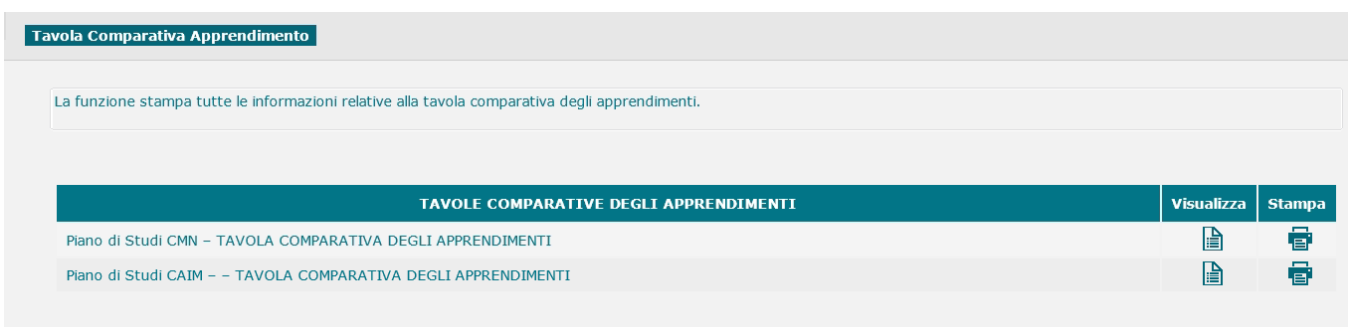 Tavola Comparativa Apprendimento
La funzione stampa tutte le informazioni relative alla tavola comparativa degli apprendimenti.
TAVOLE COMPARATIVE DEGLI APPRENDIMENTI Visualizza Stampa
Piano di Studi CMN – TAVOLA COMPARATIVA DEGLI APPRENDIMENTI
Piano di Studi CAIM – – TAVOLA COMPARATIVA DEGLI APPRENDIMENTI